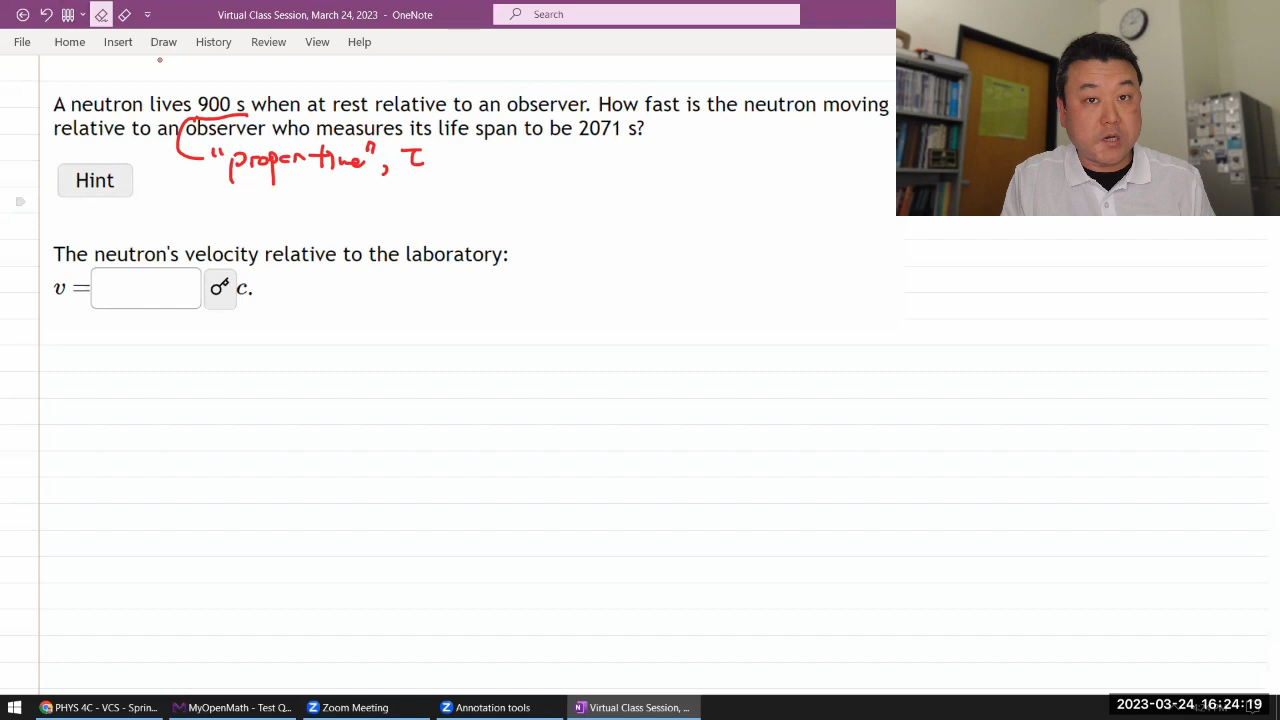 Virtual Class Session, March 24, 2023 - OneNote
Search
File Home Insert Draw History Review View Help
A neutron lives 900 s when at rest relative to an observer. How fast is the neutron moving
relative to an observer who measures its life span to be 2071 s?
"proper time", τ
Hint
The neutron's velocity relative to the laboratory:
v = c.
PHYS 4C - VCS - Sprin... MyOpenMath - Test Q... Zoom Meeting Annotation tools Virtual Class Session, ...
2023-03-24 16:24:19